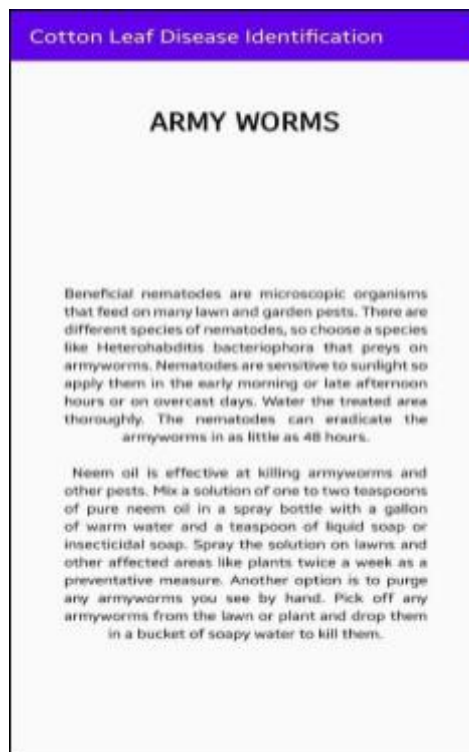 Cotton Leaf Disease Identification
ARMY WORMS
Beneficial nematodes are microscopic organisms
that feed on many lawn and garden pests. There are
different species of nematodes, so choose a species
like Heterohabditis bacteriophora that preys on
armyworms. Nematodes are sensitive to sunlight so
apply them in the early morning or late afternoon
hours or on overcast days. Water the treated area
thoroughly. The nematodes can eradicate the
armyworms in as little as 48 hours.
Neem oil is effective at killing armyworms and
other pests. Mix a solution of one to two teaspoons
of pure neem oil in a spray bottle with a gallon
of warm water and a teaspoon of liquid soap or
insecticidal soap. Spray the solution on lawns and
other affected areas like plants twice a week as a
preventative measure. Another option is to purge
any armyworms you see by hand. Pick off any
armyworms from the lawn or plant and drop them
in a bucket of soapy water to kill them.